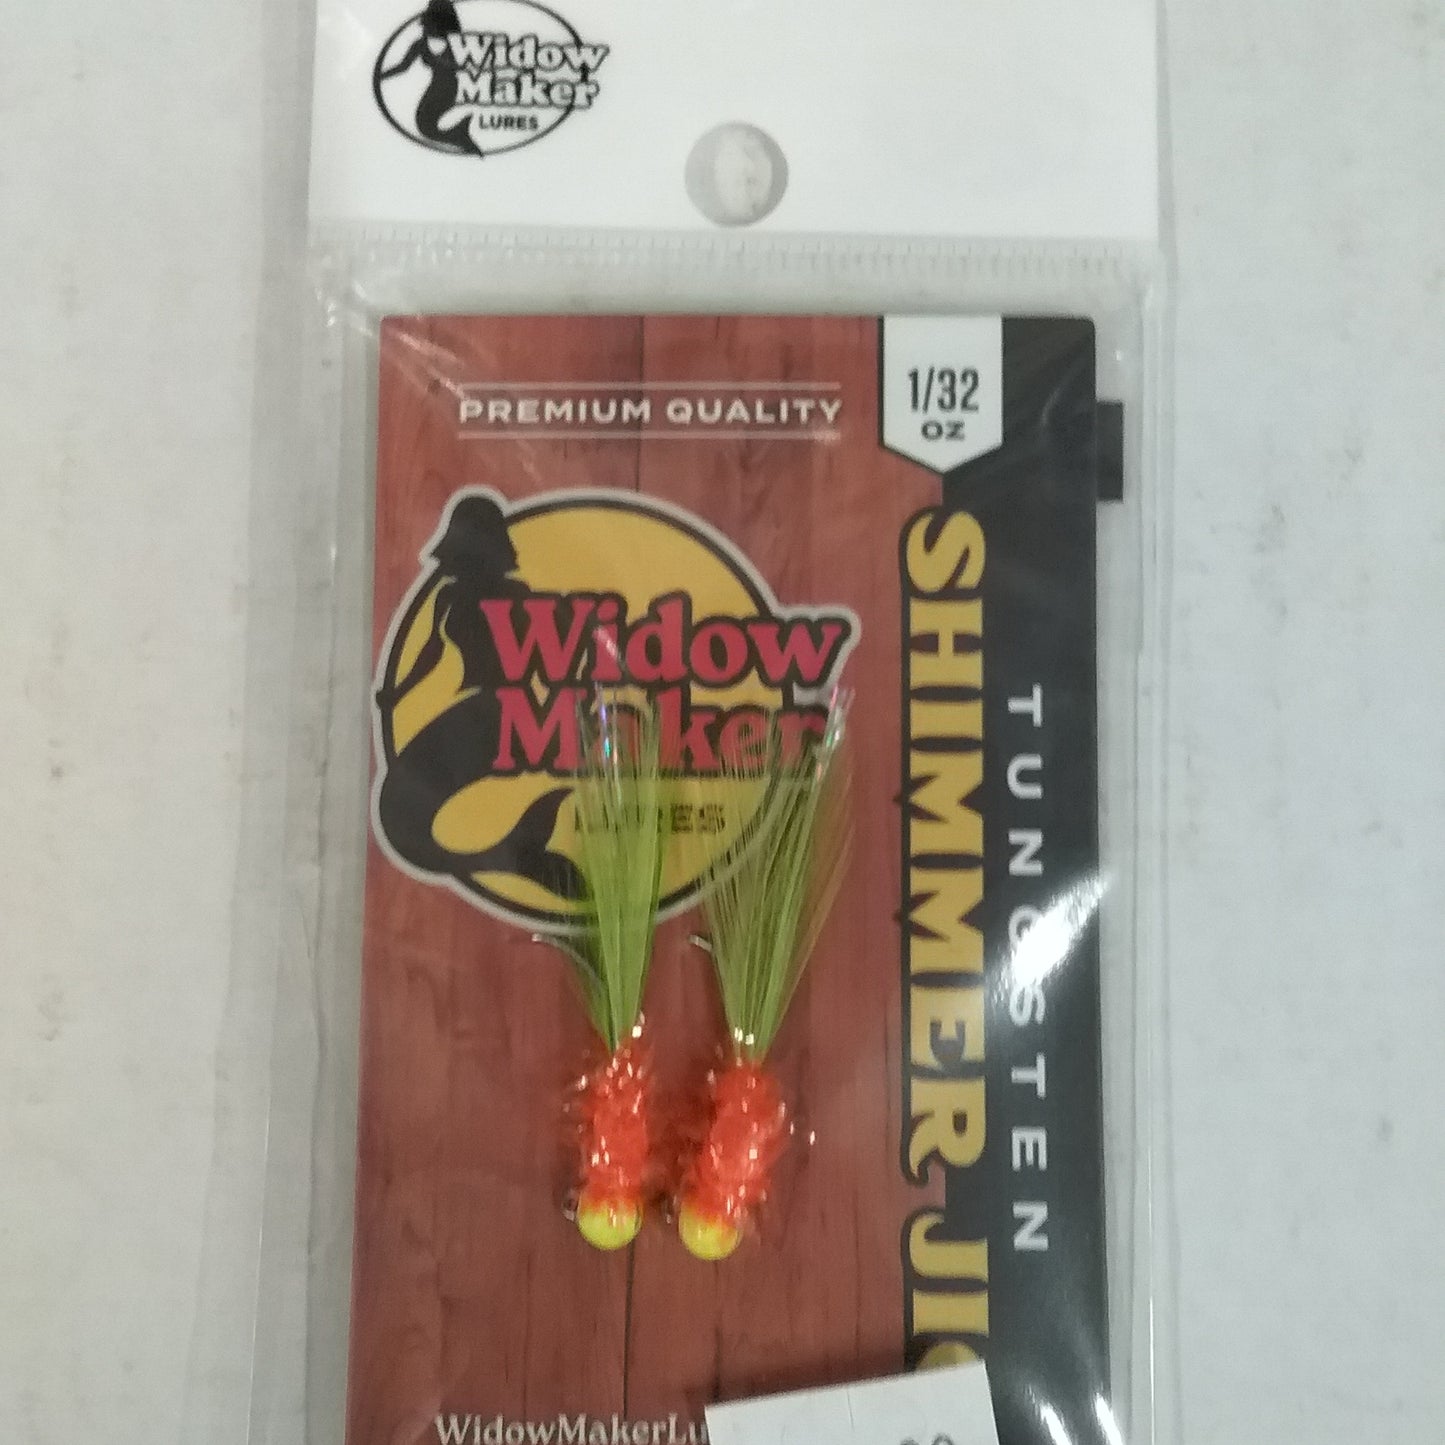 Widow
Maker
LURES
PREMIUM QUALITY
1/32
OZ
Widow
Maker
SHIMMER JIG
TUNGSTEN
WidowMakerLu